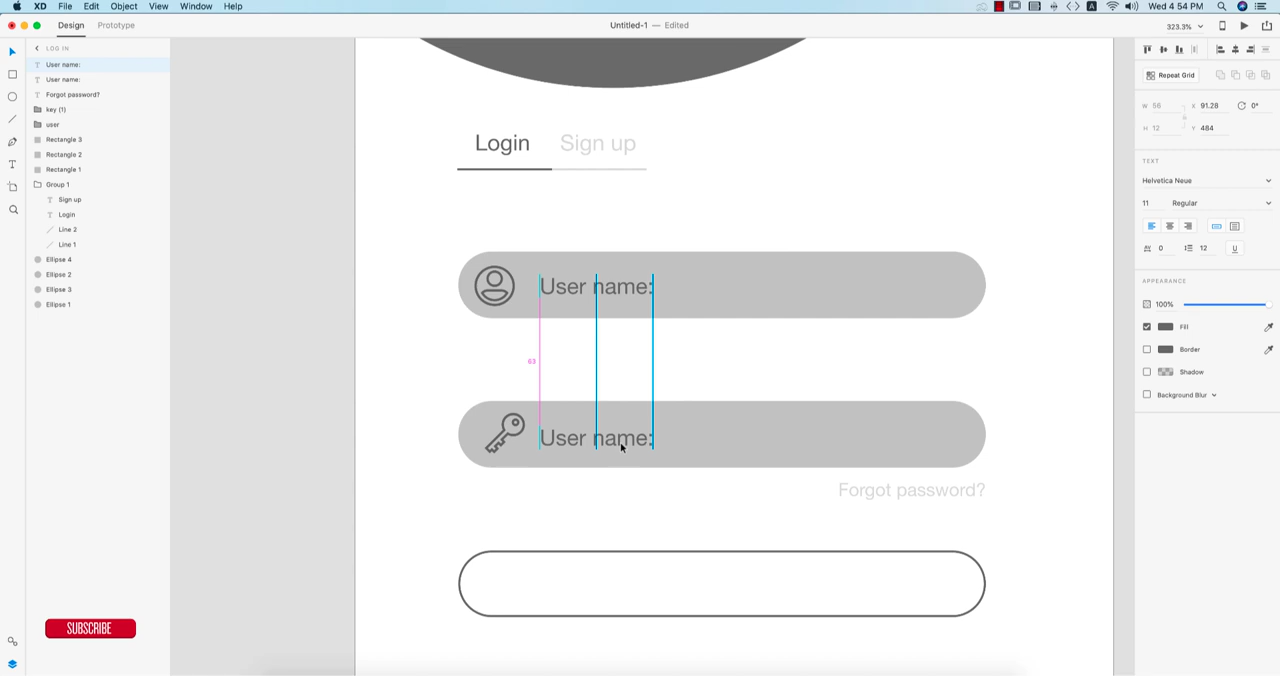 XD File Edit Object View Window Help
A Wed 4 54 PM
Design Prototype
Untitled-1 — Edited
323.3%
LOG IN
User name:
User name:
Forgot password?
key (1)
user
Rectangle 3
Rectangle 2
Rectangle 1
Group 1
Sign up
Login
Line 2
Line 1
Ellipse 4
Ellipse 2
Ellipse 3
Ellipse 1
SUBSCRIBE
Login Sign up
User name:
63
User name:
Forgot password?
Repeat Grid
W 56 X 91.28 0°
H 12 Y 484
TEXT
Helvetica Neue
11 Regular
0 12 U
APPEARANCE
100%
Fill
Border
Shadow
Background Blur